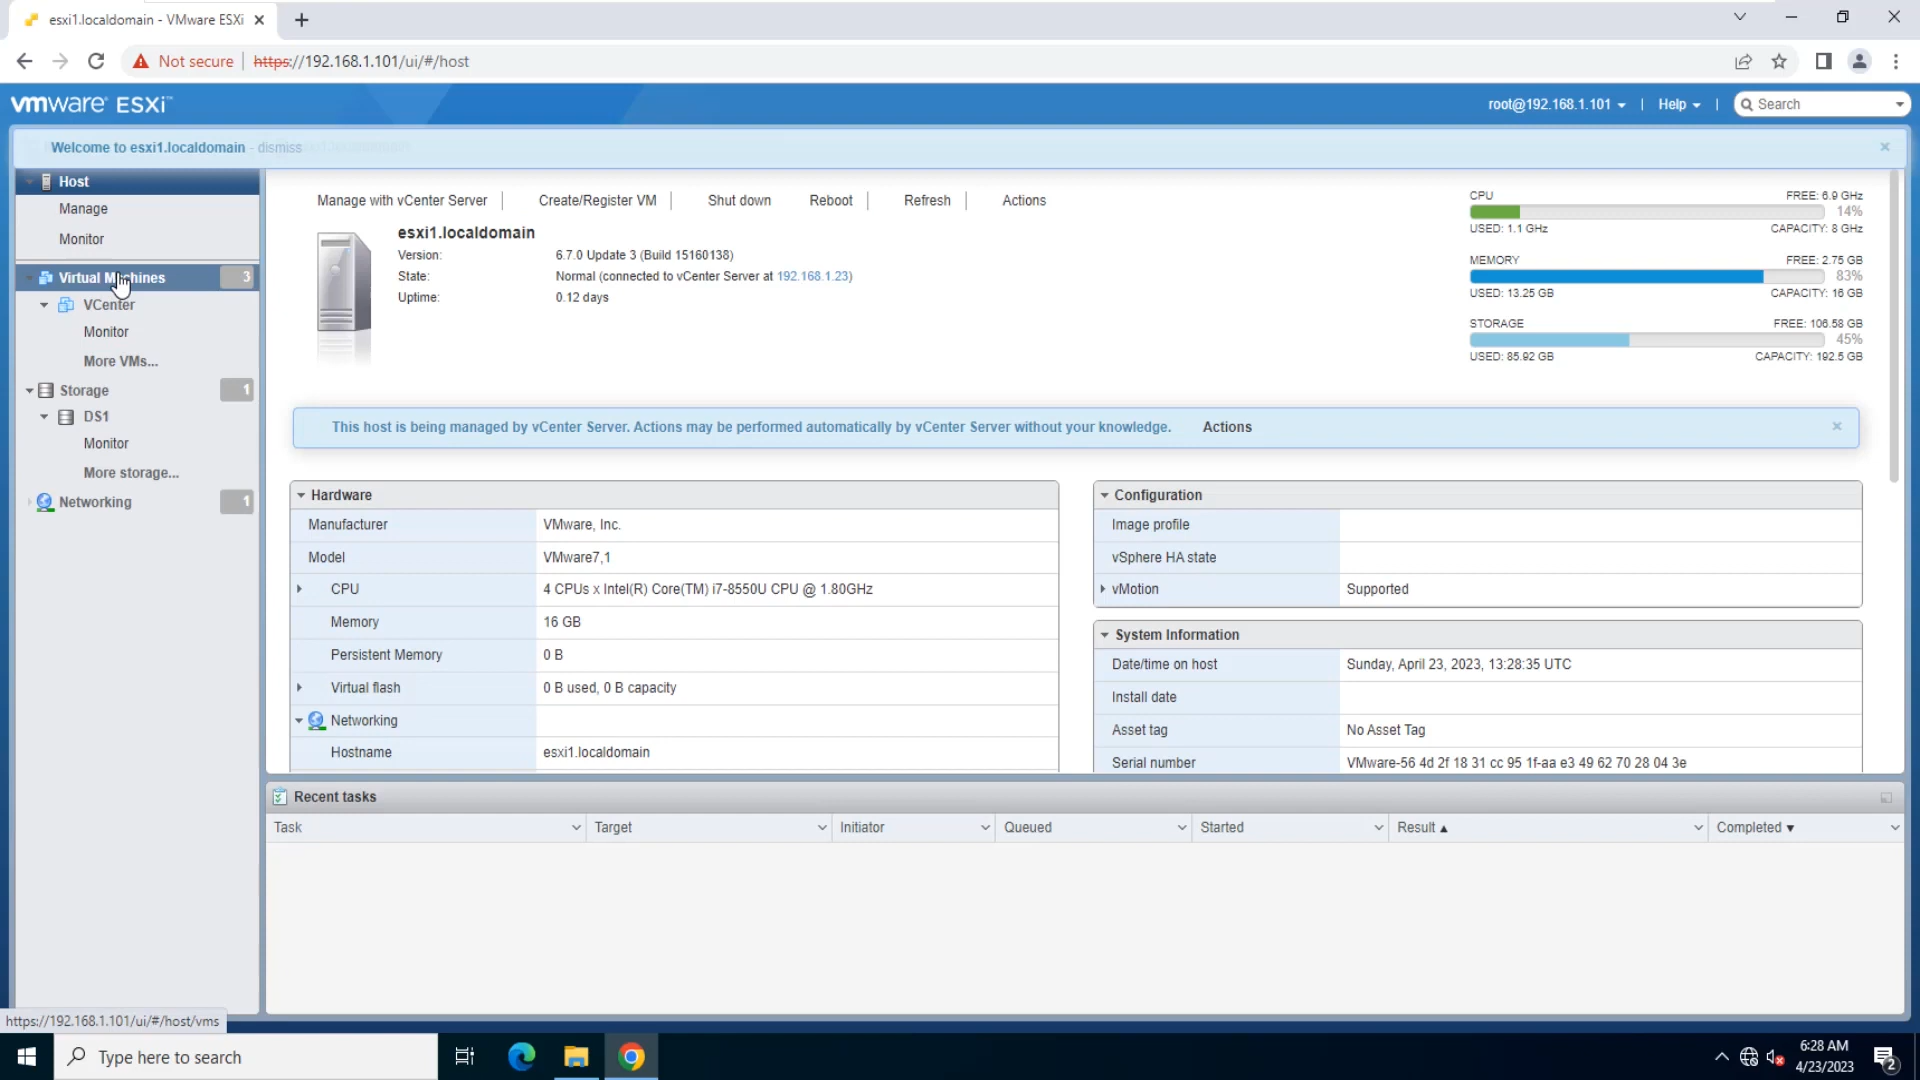 esxi1.localdomain - VMware ESXi
Not secure | https://192.168.1.101/ui/#/host
vmware ESXi™
root@192.168.1.101 | Help | Search
Welcome to esxi1.localdomain - dismiss
Host
Manage
Monitor
Virtual Machines 3
VCenter
Monitor
More VMs...
Storage 1
DS1
Monitor
More storage...
Networking 1
Manage with vCenter Server | Create/Register VM | Shut down Reboot | Refresh | Actions
esxi1.localdomain
Version: 6.7.0 Update 3 (Build 15160138)
State: Normal (connected to vCenter Server at 192.168.1.23)
Uptime: 0.12 days
CPU FREE: 6.9 GHz
14%
USED: 1.1 GHz CAPACITY: 8 GHz
MEMORY FREE: 2.75 GB
83%
USED: 13.25 GB CAPACITY: 16 GB
STORAGE FREE: 106.58 GB
45%
USED: 85.92 GB CAPACITY: 192.5 GB
This host is being managed by vCenter Server. Actions may be performed automatically by vCenter Server without your knowledge. Actions
Hardware
Manufacturer VMware, Inc.
Model VMware7,1
CPU 4 CPUs x Intel(R) Core(TM) i7-8550U CPU @ 1.80GHz
Memory 16 GB
Persistent Memory 0 B
Virtual flash 0 B used, 0 B capacity
Networking
Hostname esxi1.localdomain
Configuration
Image profile
vSphere HA state
vMotion Supported
System Information
Date/time on host Sunday, April 23, 2023, 13:28:35 UTC
Install date
Asset tag No Asset Tag
Serial number VMware-56 4d 2f 18 31 cc 95 1f-aa e3 49 62 70 28 04 3e
Recent tasks
Task Target Initiator Queued Started Result Completed
https://192.168.1.101/ui/#/host/vms
Type here to search
6:28 AM
4/23/2023
2